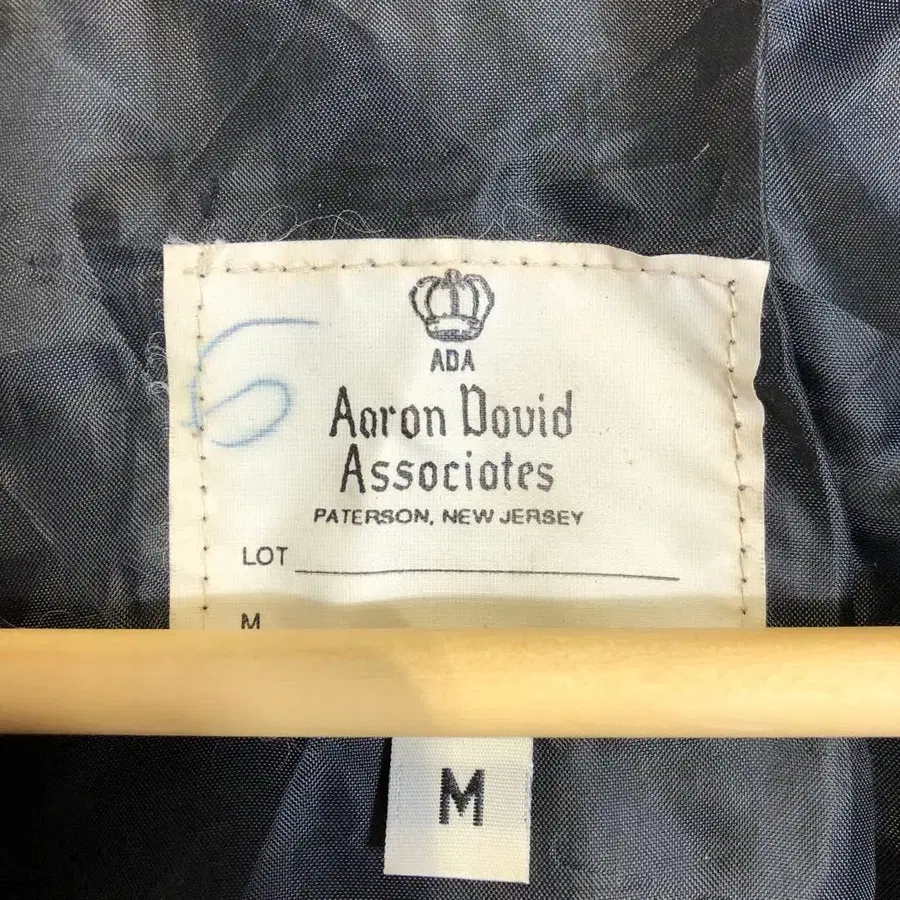 5
ADA
Aaron David
Associates
PATERSON, NEW JERSEY
LOT
M
M